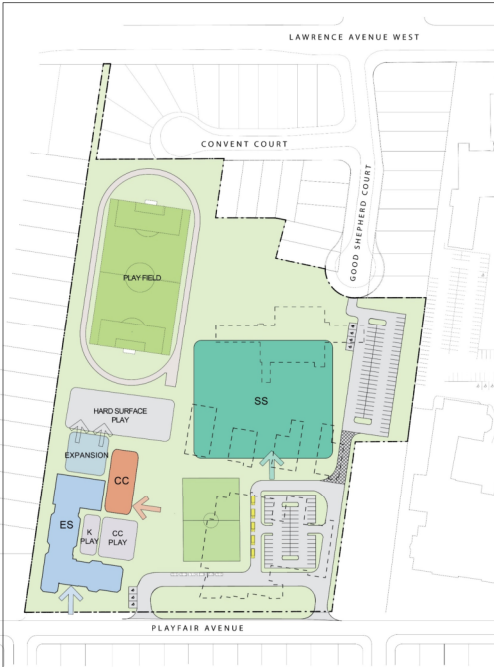 LAWRENCE AVENUE WEST
CONVENT COURT
GOOD SHEPHERD COURT
PLAY FIELD
SS
HARD SURFACE
PLAY
EXPANSION
CC
ES
K
PLAY
CC
PLAY
PLAYFAIR AVENUE